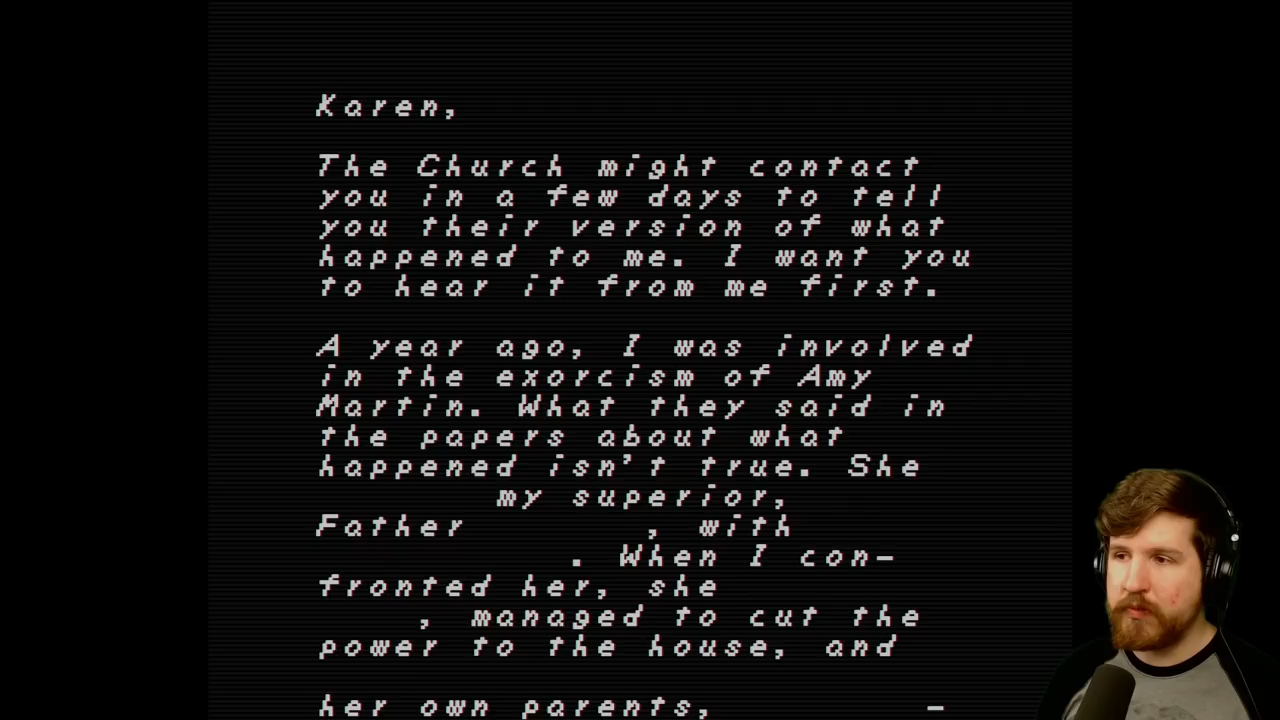 Karen,
The Church might contact
you in a few days to tell
you their version of what
happened to me. I want you
to hear it from me first.
A year ago, I was involved
in the exorcism of Amy
Martin. What they said in
the papers about what
happened isn't true. She
my superior,
Father , with
. When I con-
fronted her, she
, managed to cut the
power to the house, and
her own parents, -